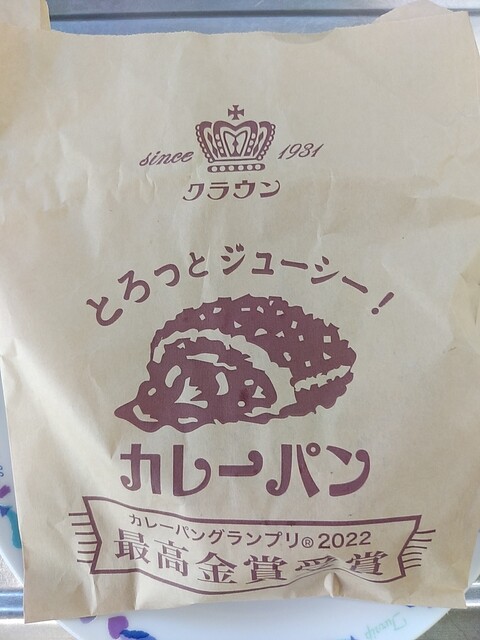 since 1931
クラウン
とろっとジューシー!
カレーパン
カレーパングランプリ®2022
最高金賞受賞